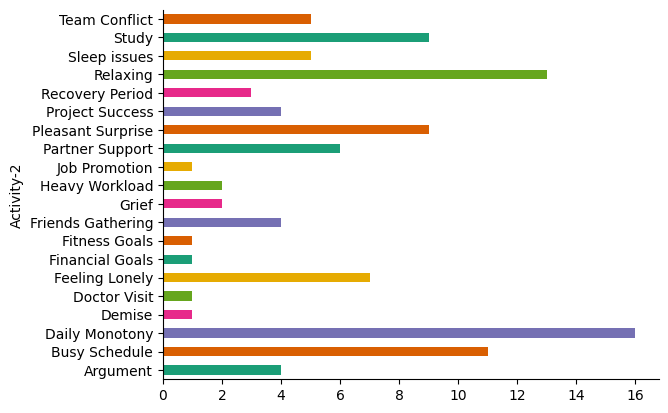 Team Conflict
Study
Sleep issues
Relaxing
Recovery Period
Project Success
Pleasant Surprise
Partner Support
Job Promotion
Heavy Workload
Grief
Friends Gathering
Fitness Goals
Financial Goals
Feeling Lonely
Doctor Visit
Demise
Daily Monotony
Busy Schedule
Argument
Activity-2
0 2 4 6 8 10 12 14 16